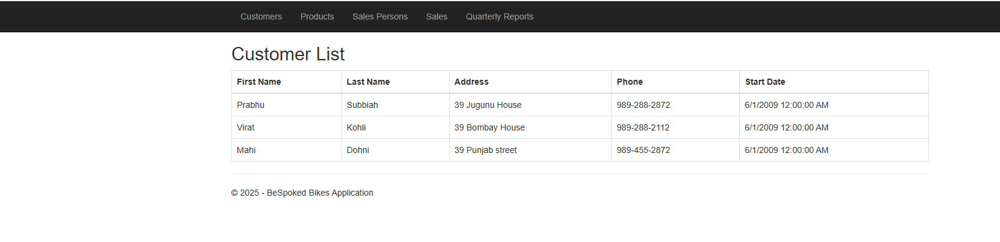 Customers Products Sales Persons Sales Quarterly Reports
Customer List
First Name Last Name Address Phone Start Date
Prabhu Subbiah 39 Jugunu House 989-288-2872 6/1/2009 12:00:00 AM
Virat Kohli 39 Bombay House 989-288-2112 6/1/2009 12:00:00 AM
Mahi Dohni 39 Punjab street 989-455-2872 6/1/2009 12:00:00 AM
© 2025 - BeSpoked Bikes Application